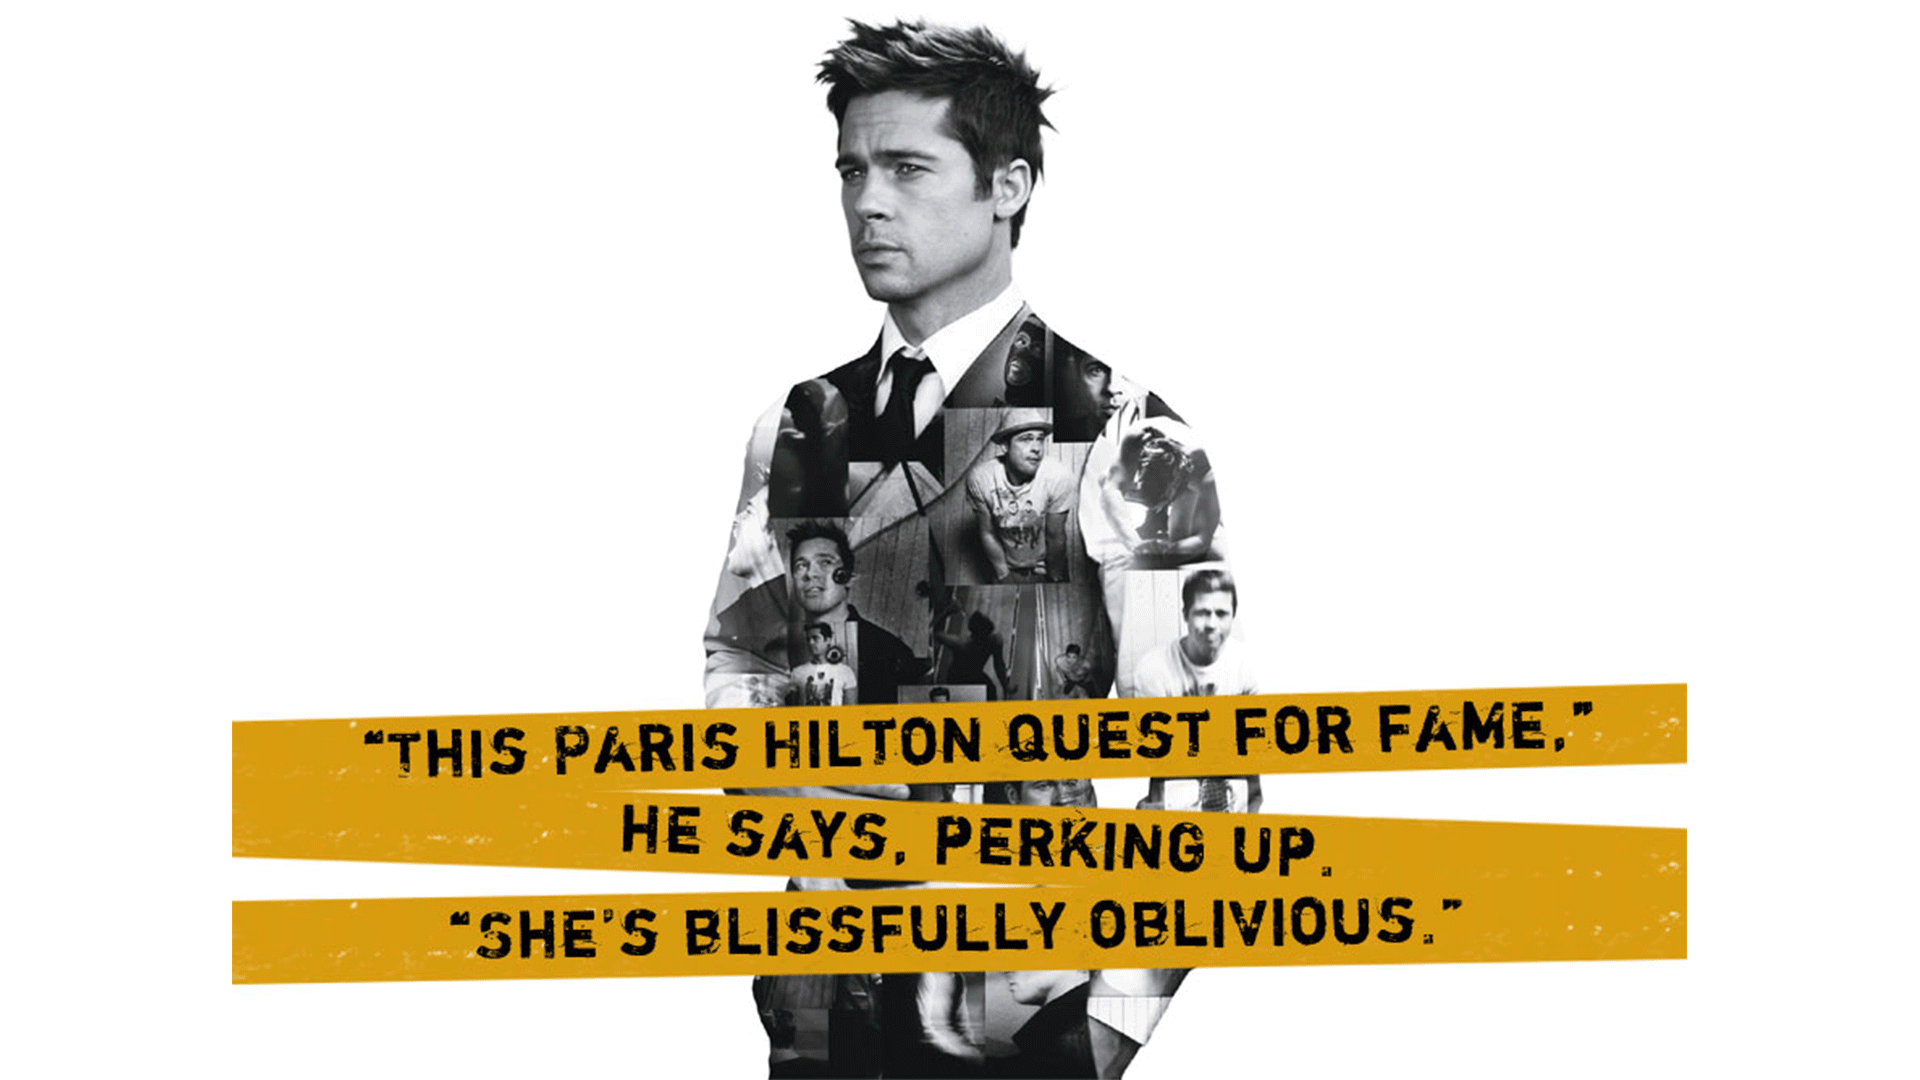 “THIS PARIS HILTON QUEST FOR FAME,”
HE SAYS, PERKING UP.
“SHE’S BLISSFULLY OBLIVIOUS.”